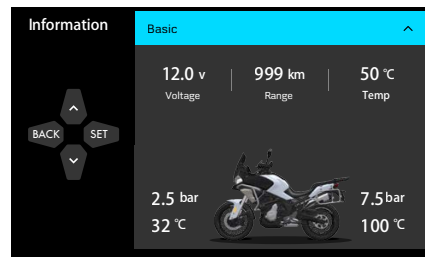 Information
Basic
12.0 v 999 km 50 ℃
Voltage Range Temp
BACK SET
2.5 bar 7.5 bar
32 ℃ 100 ℃